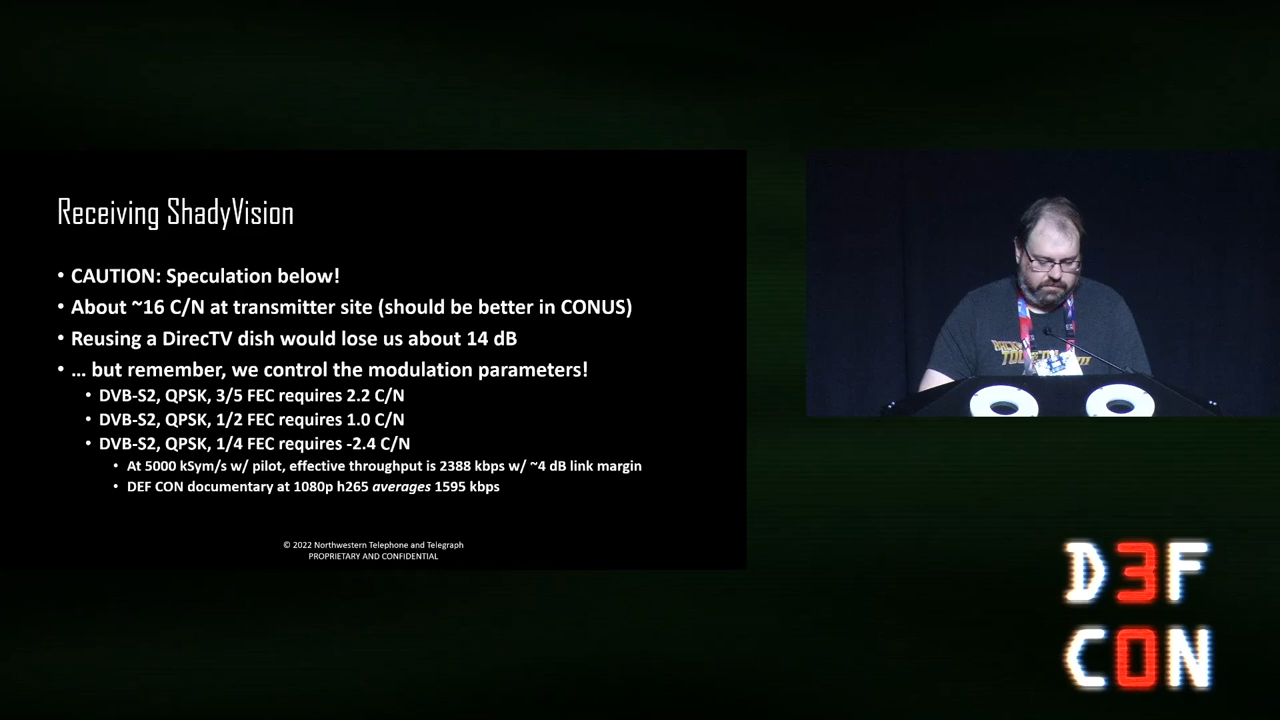 Receiving ShadyVision
• CAUTION: Speculation below!
• About ~16 C/N at transmitter site (should be better in CONUS)
• Reusing a DirecTV dish would lose us about 14 dB
• … but remember, we control the modulation parameters!
• DVB-S2, QPSK, 3/5 FEC requires 2.2 C/N
• DVB-S2, QPSK, 1/2 FEC requires 1.0 C/N
• DVB-S2, QPSK, 1/4 FEC requires -2.4 C/N
• At 5000 kSym/s w/ pilot, effective throughput is 2388 kbps w/ ~4 dB link margin
• DEF CON documentary at 1080p h265 averages 1595 kbps
© 2022 Northwestern Telephone and Telegraph
PROPRIETARY AND CONFIDENTIAL
D3F
C0N